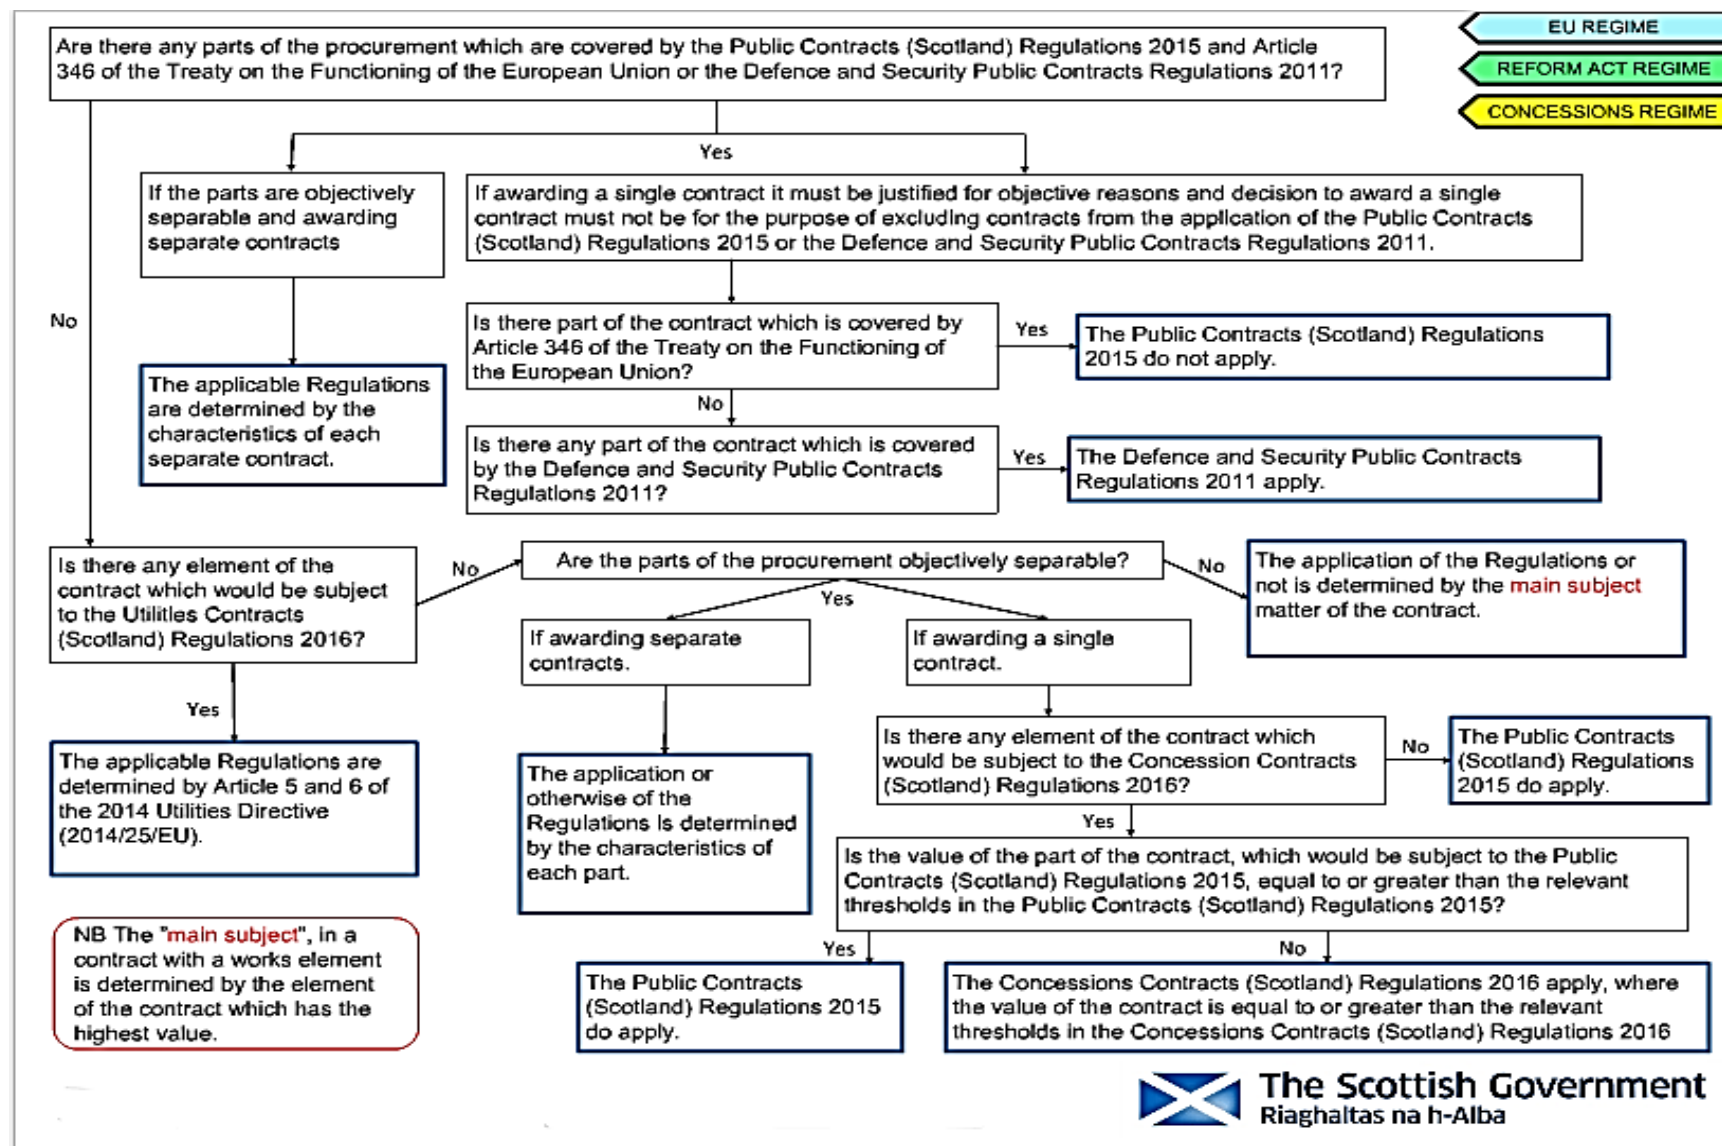 EU REGIME
REFORM ACT REGIME
CONCESSIONS REGIME
Are there any parts of the procurement which are covered by the Public Contracts (Scotland) Regulations 2015 and Article
346 of the Treaty on the Functioning of the European Union or the Defence and Security Public Contracts Regulations 2011?
Yes
If the parts are objectively
separable and awarding
separate contracts
If awarding a single contract it must be justified for objective reasons and decision to award a single
contract must not be for the purpose of excluding contracts from the application of the Public Contracts
(Scotland) Regulations 2015 or the Defence and Security Public Contracts Regulations 2011.
No
Is there part of the contract which is covered by
Article 346 of the Treaty on the Functioning of
the European Union?
Yes
The Public Contracts (Scotland) Regulations
2015 do not apply.
The applicable Regulations
are determined by the
characteristics of each
separate contract.
No
Is there any part of the contract which is covered
by the Defence and Security Public Contracts
Regulations 2011?
Yes
The Defence and Security Public Contracts
Regulations 2011 apply.
Is there any element of the
contract which would be subject
to the Utilities Contracts
(Scotland) Regulations 2016?
No
Are the parts of the procurement objectively separable?
No
The application of the Regulations or
not is determined by the main subject
matter of the contract.
Yes
If awarding separate
contracts.
If awarding a single
contract.
Yes
The applicable Regulations are
determined by Article 5 and 6 of
the 2014 Utilities Directive
(2014/25/EU).
The application or
otherwise of the
Regulations is determined
by the characteristics of
each part.
Is there any element of the contract which
would be subject to the Concession Contracts
(Scotland) Regulations 2016?
No
The Public Contracts
(Scotland) Regulations
2015 do apply.
Yes
Is the value of the part of the contract, which would be subject to the Public
Contracts (Scotland) Regulations 2015, equal to or greater than the relevant
thresholds in the Public Contracts (Scotland) Regulations 2015?
Yes
No
The Public Contracts
(Scotland) Regulations 2015
do apply.
The Concessions Contracts (Scotland) Regulations 2016 apply, where
the value of the contract is equal to or greater than the relevant
thresholds in the Concessions Contracts (Scotland) Regulations 2016
NB The "main subject", in a
contract with a works element
is determined by the element
of the contract which has the
highest value.
The Scottish Government
Riaghaltas na h-Alba